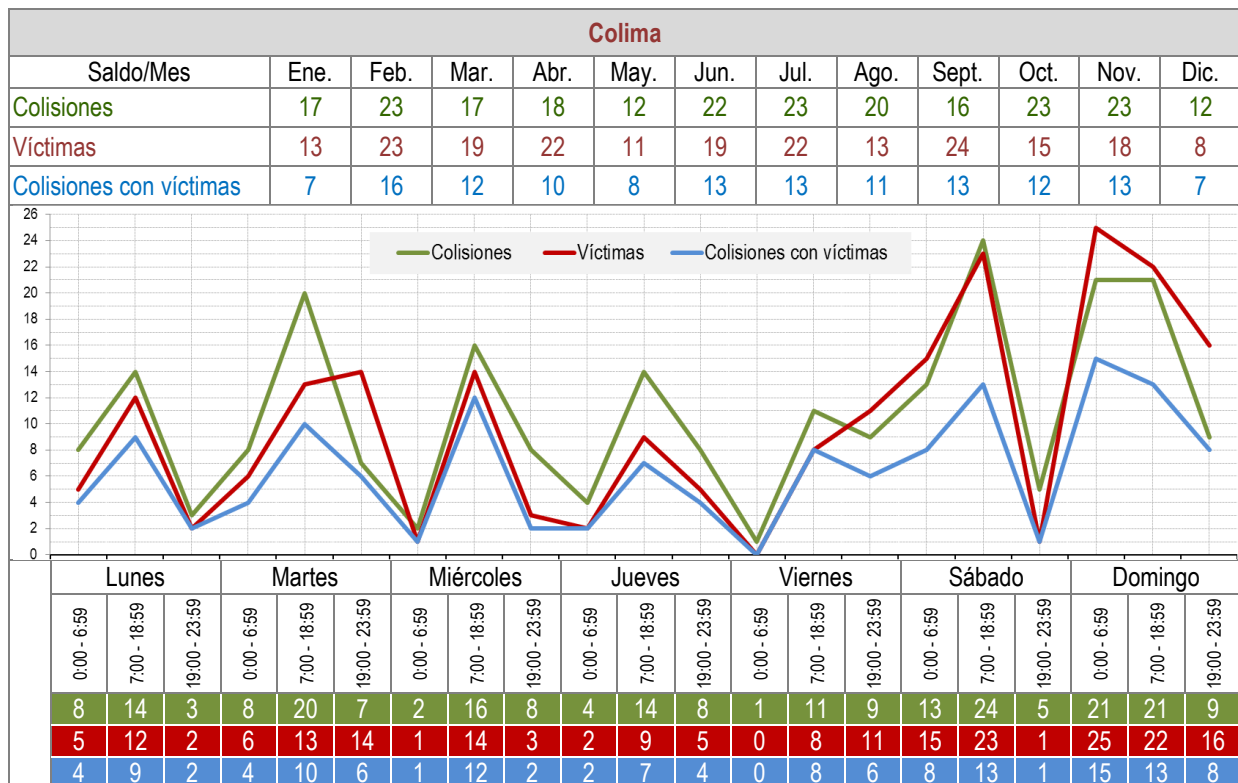 Colima
Saldo/Mes Ene. Feb. Mar. Abr. May. Jun. Jul. Ago. Sept. Oct. Nov. Dic.
Colisiones 17 23 17 18 12 22 23 20 16 23 23 12
Víctimas 13 23 19 22 11 19 22 13 24 15 18 8
Colisiones con víctimas 7 16 12 10 8 13 13 11 13 12 13 7
26
24
22
20
18
16
14
12
10
8
6
4
2
0
Colisiones Víctimas Colisiones con víctimas
Lunes Martes Miércoles Jueves Viernes Sábado Domingo
0:00 - 6:59 7:00 - 18:59 19:00 - 23:59 0:00 - 6:59 7:00 - 18:59 19:00 - 23:59 0:00 - 6:59 7:00 - 18:59 19:00 - 23:59 0:00 - 6:59 7:00 - 18:59 19:00 - 23:59 0:00 - 6:59 7:00 - 18:59 19:00 - 23:59 0:00 - 6:59 7:00 - 18:59 19:00 - 23:59 0:00 - 6:59 7:00 - 18:59 19:00 - 23:59
8 14 3 8 20 7 2 16 8 4 14 8 1 11 9 13 24 5 21 21 9
5 12 2 6 13 14 1 14 3 2 9 5 0 8 11 15 23 1 25 22 16
4 9 2 4 10 6 1 12 2 2 7 4 0 8 6 8 13 1 15 13 8